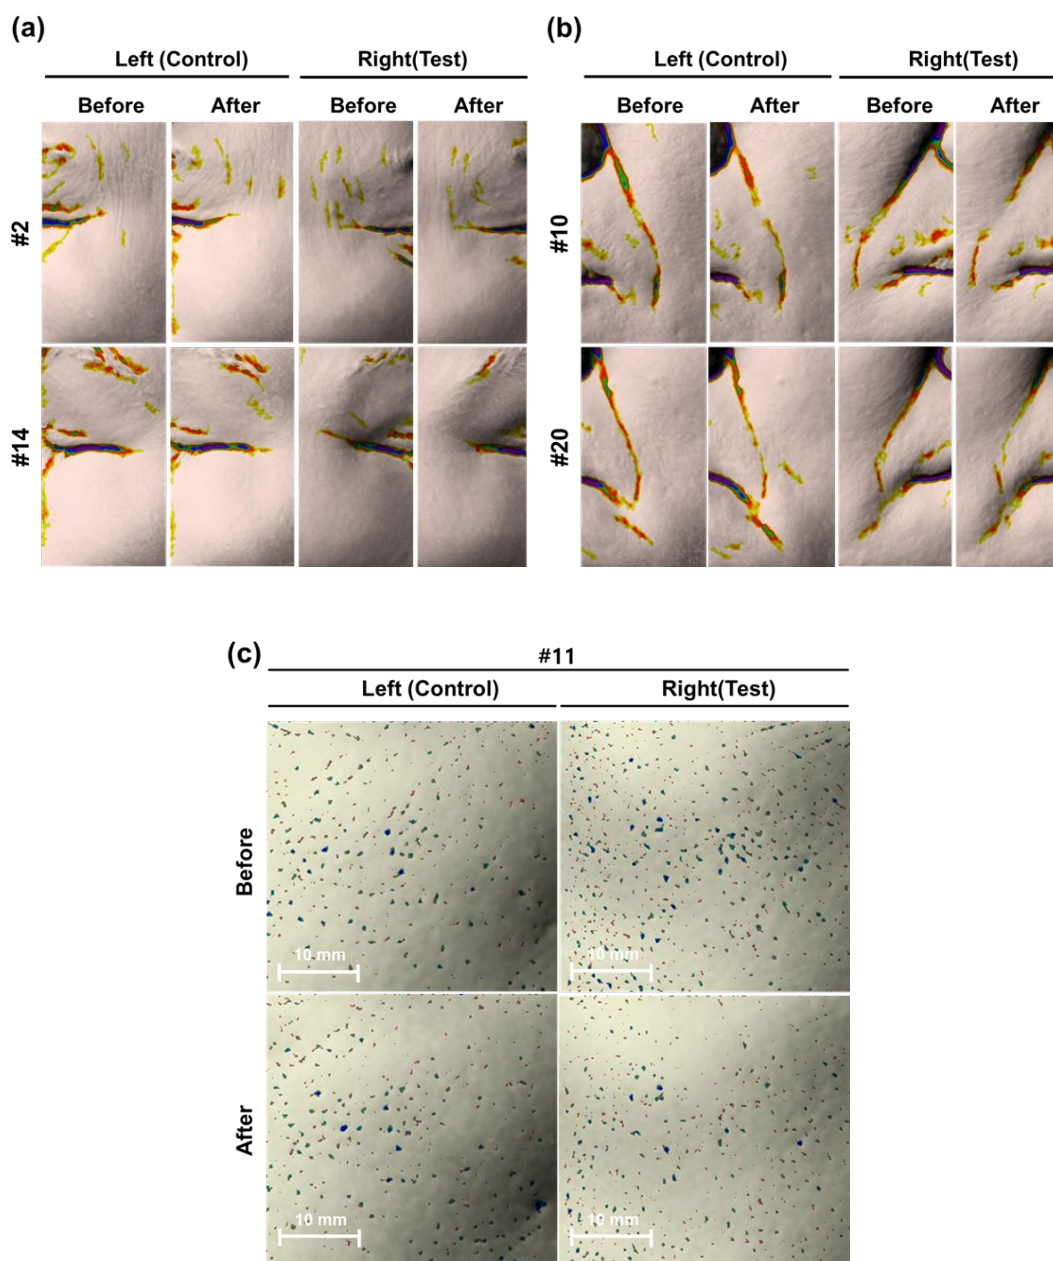 (a)
Left (Control) Right(Test)
Before After Before After
#2
#14
(b)
Left (Control) Right(Test)
Before After Before After
#10
#20
(c)
#11
Left (Control) Right(Test)
Before
10 mm 10 mm
After
10 mm 10 mm